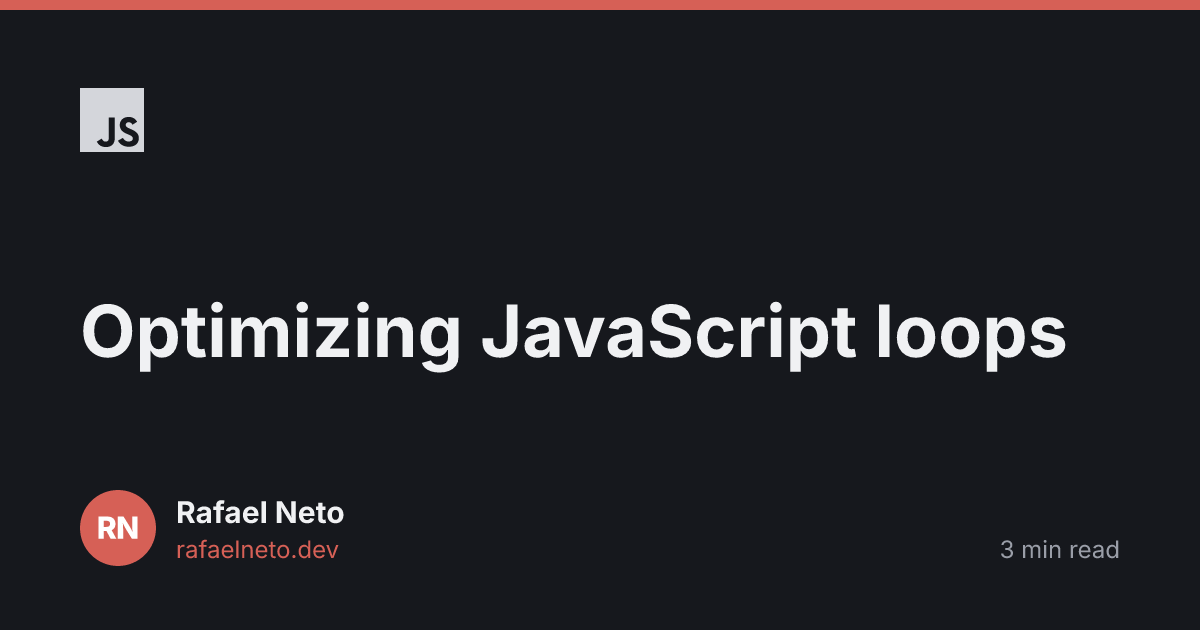 JS
Optimizing JavaScript loops
RN
Rafael Neto
rafaelneto.dev
3 min read